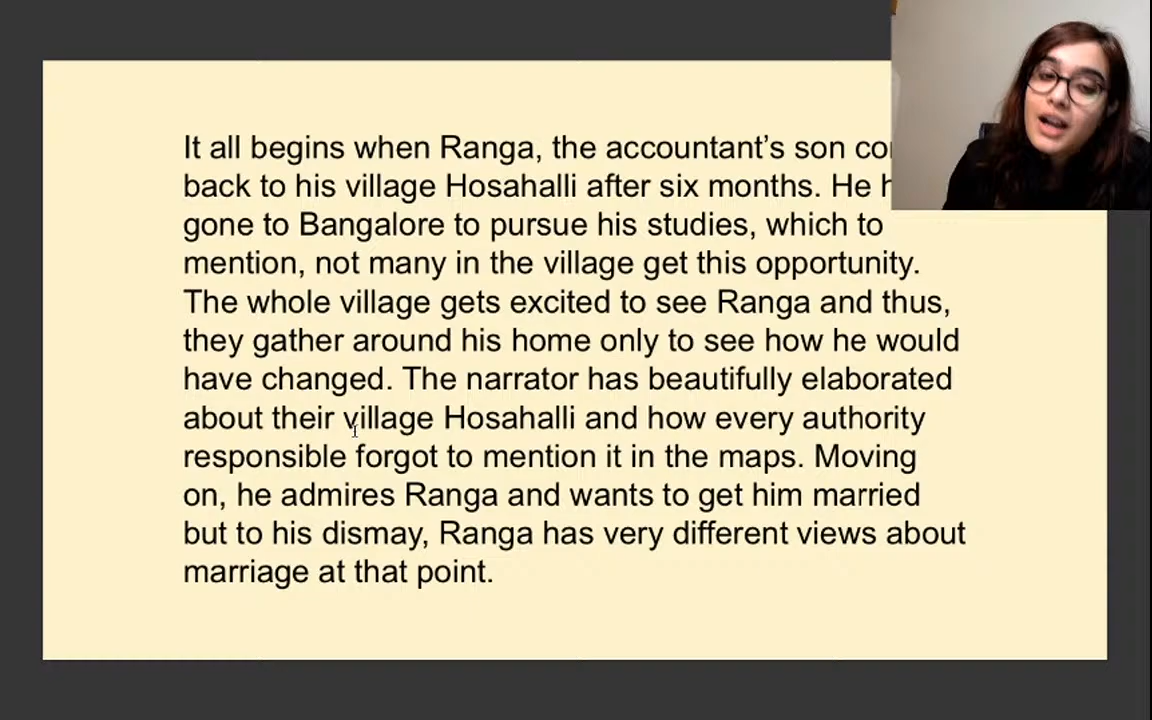 It all begins when Ranga, the accountant’s son
back to his village Hosahalli after six months. He
gone to Bangalore to pursue his studies, which to
mention, not many in the village get this opportunity.
The whole village gets excited to see Ranga and thus,
they gather around his home only to see how he would
have changed. The narrator has beautifully elaborated
about their village Hosahalli and how every authority
responsible forgot to mention it in the maps. Moving
on, he admires Ranga and wants to get him married
but to his dismay, Ranga has very different views about
marriage at that point.